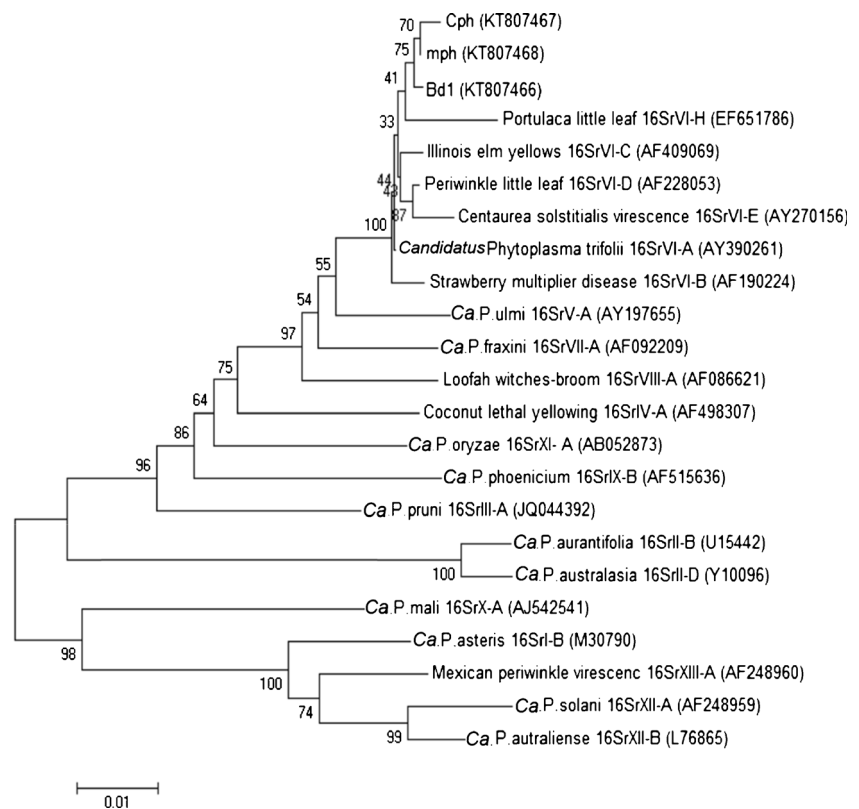 70
Cph (KT807467)
75
mph (KT807468)
41
Bd1 (KT807466)
33
Portulaca little leaf 16SrVI-H (EF651786)
Illinois elm yellows 16SrVI-C (AF409069)
44
43
Periwinkle little leaf 16SrVI-D (AF228053)
87
Centaurea solstitialis virescence 16SrVI-E (AY270156)
100
Candidatus Phytoplasma trifolii 16SrVI-A (AY390261)
Strawberry multiplier disease 16SrVI-B (AF190224)
55
Ca.P.ulmi 16SrV-A (AY197655)
54
Ca.P.fraxini 16SrVII-A (AF092209)
97
Loofah witches-broom 16SrVIII-A (AF086621)
75
Coconut lethal yellowing 16SrIV-A (AF498307)
64
Ca.P.oryzae 16SrXI- A (AB052873)
86
Ca.P.phoenicium 16SrIX-B (AF515636)
96
Ca.P.pruni 16SrIII-A (JQ044392)
Ca.P.aurantifolia 16SrII-B (U15442)
100
Ca.P.australasia 16SrII-D (Y10096)
Ca.P.mali 16SrX-A (AJ542541)
98
Ca.P.asteris 16SrI-B (M30790)
100
Mexican periwinkle virescenc 16SrXIII-A (AF248960)
74
Ca.P.solani 16SrXII-A (AF248959)
99
Ca.P.autraliense 16SrXII-B (L76865)
0.01